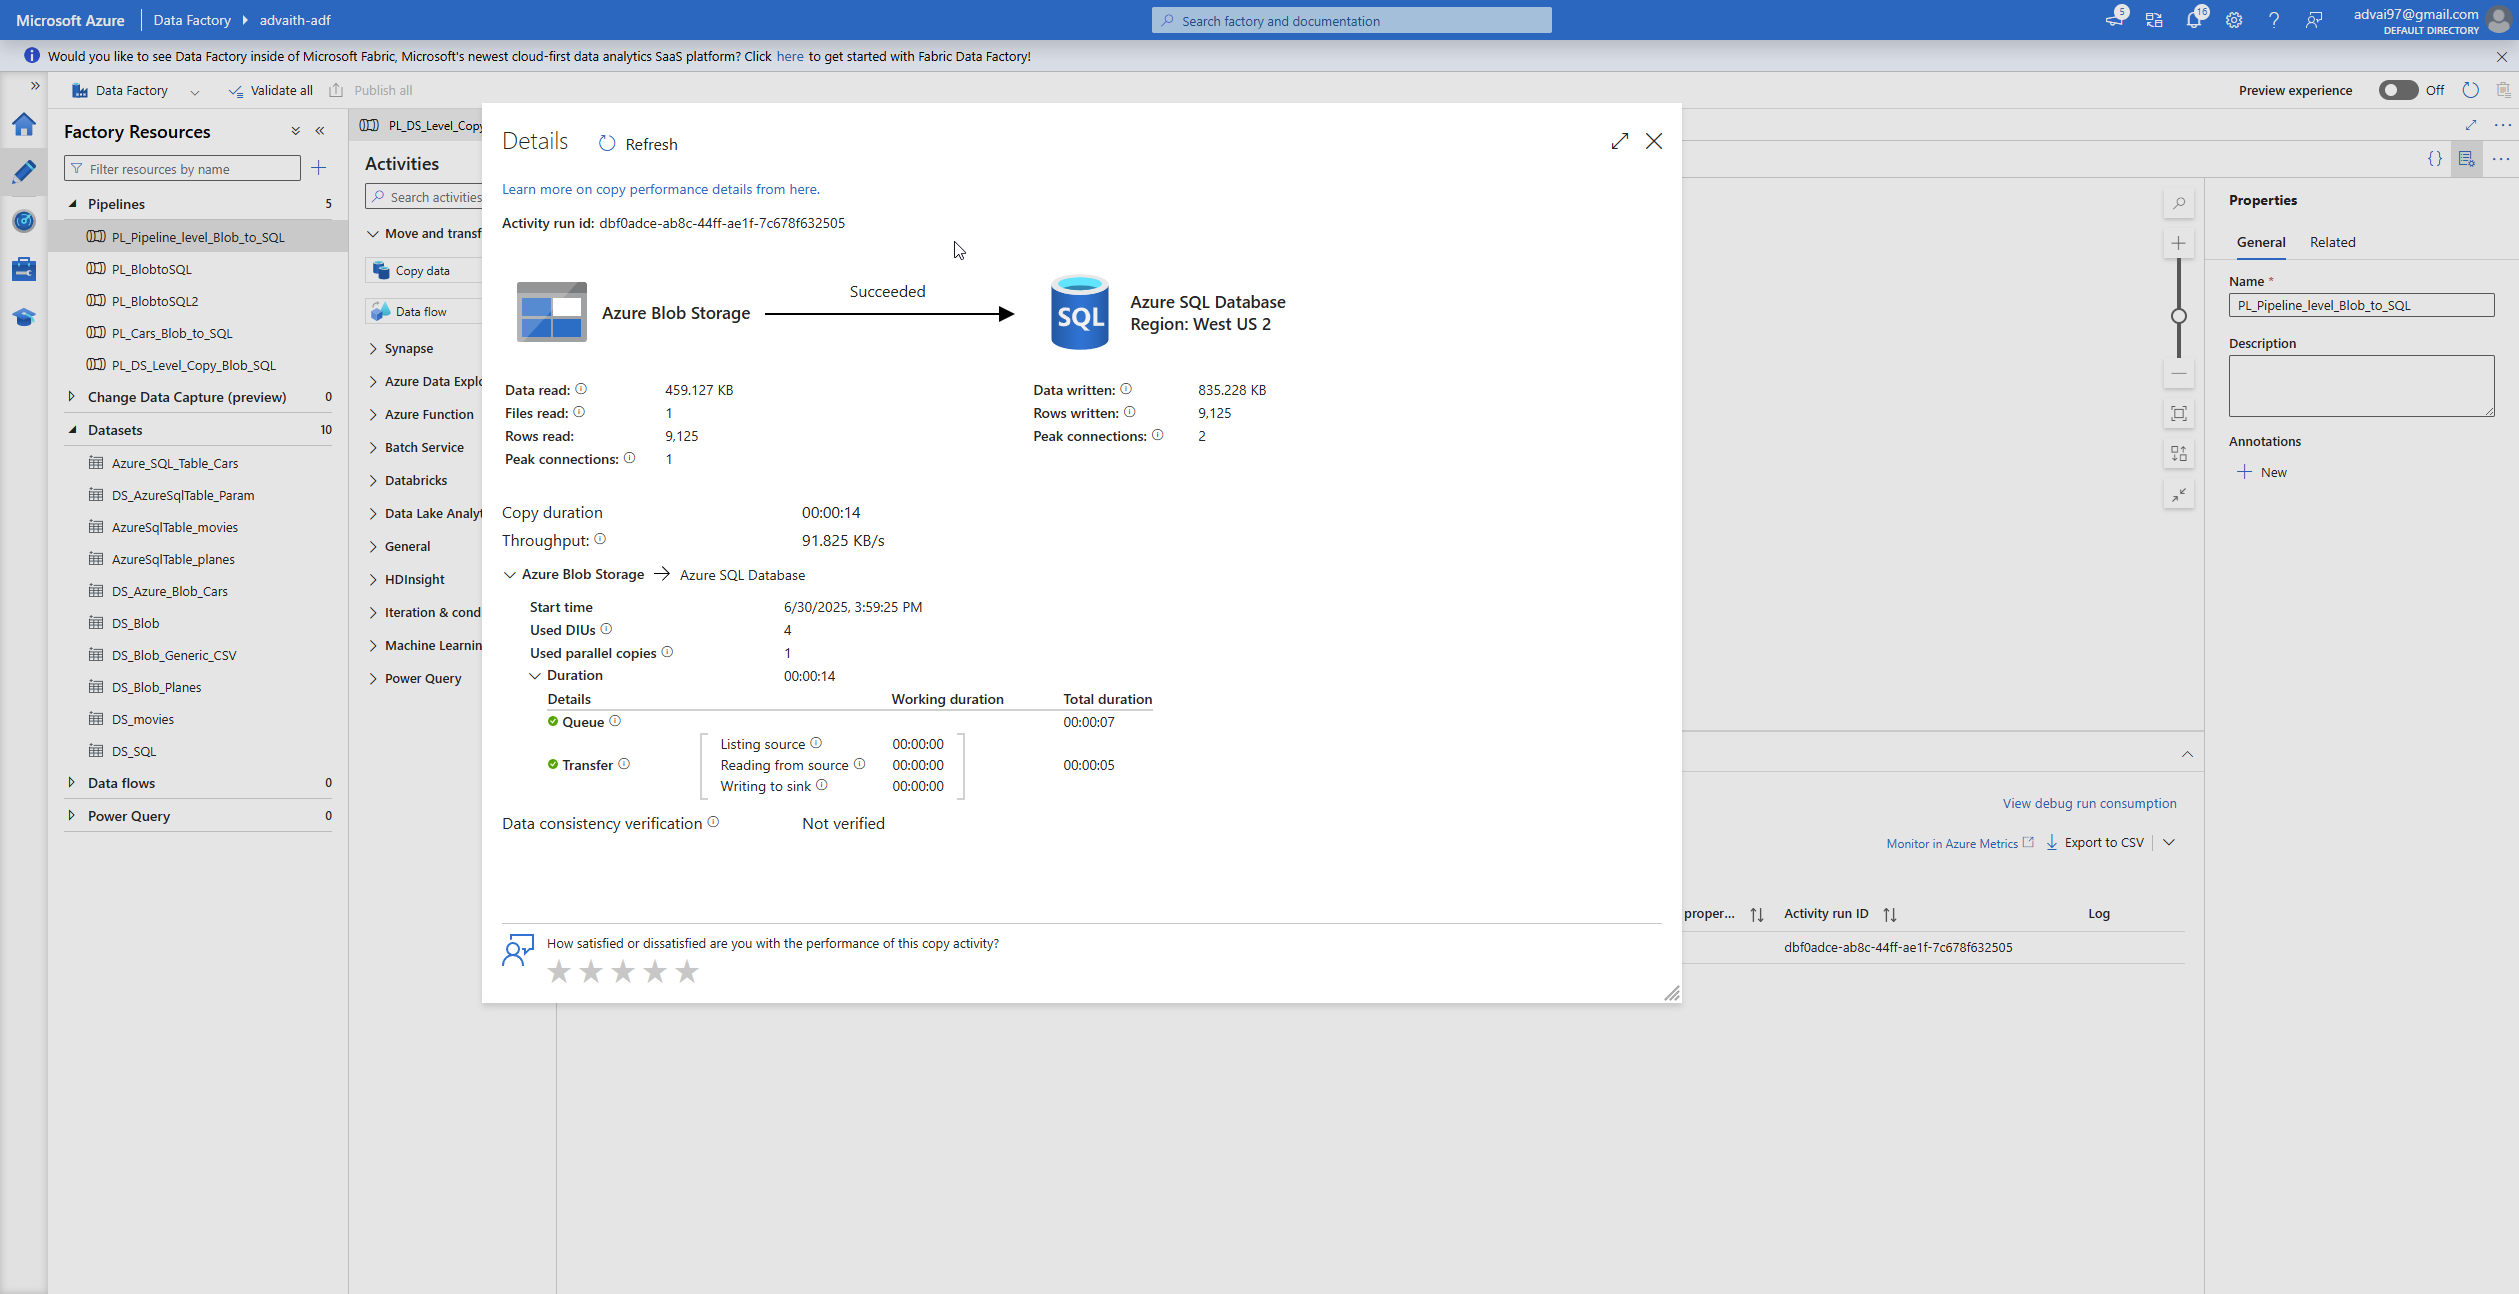 Microsoft Azure
Data Factory
advaith-adf
Search factory and documentation
5
16
advai97@gmail.com
DEFAULT DIRECTORY
Would you like to see Data Factory inside of Microsoft Fabric, Microsoft's newest cloud-first data analytics SaaS platform? Click here to get started with Fabric Data Factory!
Data Factory
Validate all
Publish all
Preview experience
Off
Factory Resources
Filter resources by name
Pipelines 5
PL_Pipeline_level_Blob_to_SQL
PL_BlobtoSQL
PL_BlobtoSQL2
PL_Cars_Blob_to_SQL
PL_DS_Level_Copy_Blob_SQL
Change Data Capture (preview) 0
Datasets 10
Azure_SQL_Table_Cars
DS_AzureSqlTable_Param
AzureSqlTable_movies
AzureSqlTable_planes
DS_Azure_Blob_Cars
DS_Blob
DS_Blob_Generic_CSV
DS_Blob_Planes
DS_movies
DS_SQL
Data flows 0
Power Query 0
PL_DS_Level_Copy
Activities
Search activities
Move and transf
Copy data
Data flow
Synapse
Azure Data Explo
Azure Function
Batch Service
Databricks
Data Lake Analyt
General
HDInsight
Iteration & cond
Machine Learnin
Power Query
Details
Refresh
Learn more on copy performance details from here.
Activity run id: dbf0adce-ab8c-44ff-ae1f-7c678f632505
Azure Blob Storage
Succeeded
SQL
Azure SQL Database
Region: West US 2
Data read: 459.127 KB
Files read: 1
Rows read: 9,125
Peak connections: 1
Data written: 835.228 KB
Rows written: 9,125
Peak connections: 2
Copy duration 00:00:14
Throughput: 91.825 KB/s
Azure Blob Storage → Azure SQL Database
Start time 6/30/2025, 3:59:25 PM
Used DIUs 4
Used parallel copies 1
Duration 00:00:14
Details Working duration Total duration
Queue 00:00:07
Listing source 00:00:00
Transfer Reading from source 00:00:00 00:00:05
Writing to sink 00:00:00
Data consistency verification Not verified
How satisfied or dissatisfied are you with the performance of this copy activity?
View debug run consumption
Monitor in Azure Metrics
Export to CSV
proper... Activity run ID Log
dbf0adce-ab8c-44ff-ae1f-7c678f632505
Properties
General Related
Name *
PL_Pipeline_level_Blob_to_SQL
Description
Annotations
New